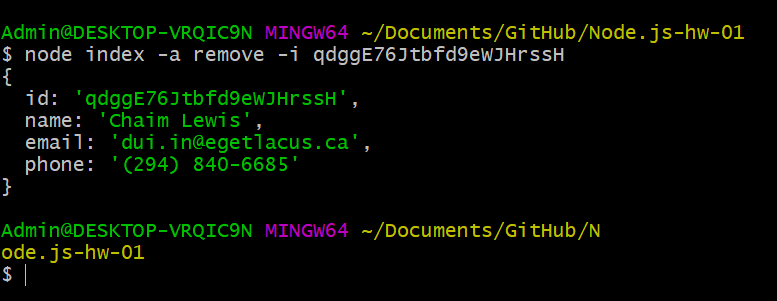 Admin@DESKTOP-VRQIC9N MINGW64 ~/Documents/GitHub/Node.js-hw-01
$ node index -a remove -i qdggE76Jtbfd9eWJHrssH
{
  id: 'qdggE76Jtbfd9eWJHrssH',
  name: 'Chaim Lewis',
  email: 'dui.in@egetlacus.ca',
  phone: '(294) 840-6685'
}

Admin@DESKTOP-VRQIC9N MINGW64 ~/Documents/GitHub/N
ode.js-hw-01
$